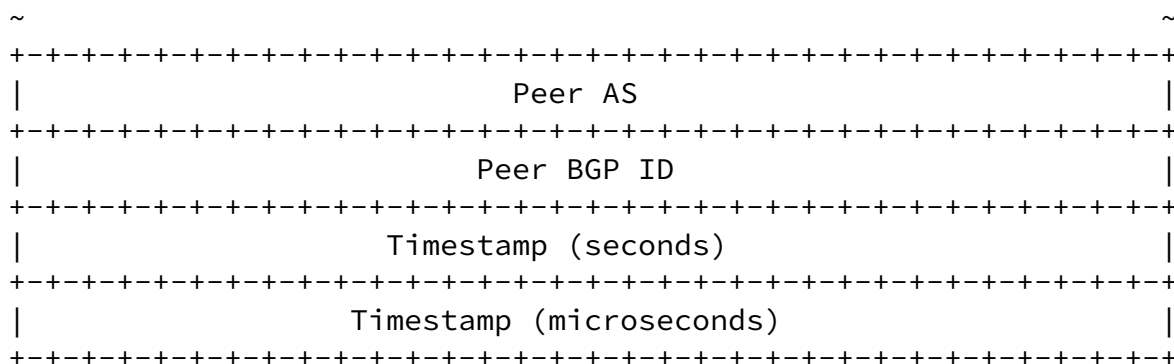 ~                                                               ~
+-+-+-+-+-+-+-+-+-+-+-+-+-+-+-+-+-+-+-+-+-+-+-+-+-+-+-+-+-+-+-+-+
|                           Peer AS                             |
+-+-+-+-+-+-+-+-+-+-+-+-+-+-+-+-+-+-+-+-+-+-+-+-+-+-+-+-+-+-+-+-+
|                         Peer BGP ID                           |
+-+-+-+-+-+-+-+-+-+-+-+-+-+-+-+-+-+-+-+-+-+-+-+-+-+-+-+-+-+-+-+-+
|                    Timestamp (seconds)                        |
+-+-+-+-+-+-+-+-+-+-+-+-+-+-+-+-+-+-+-+-+-+-+-+-+-+-+-+-+-+-+-+-+
|                  Timestamp (microseconds)                     |
+-+-+-+-+-+-+-+-+-+-+-+-+-+-+-+-+-+-+-+-+-+-+-+-+-+-+-+-+-+-+-+-+